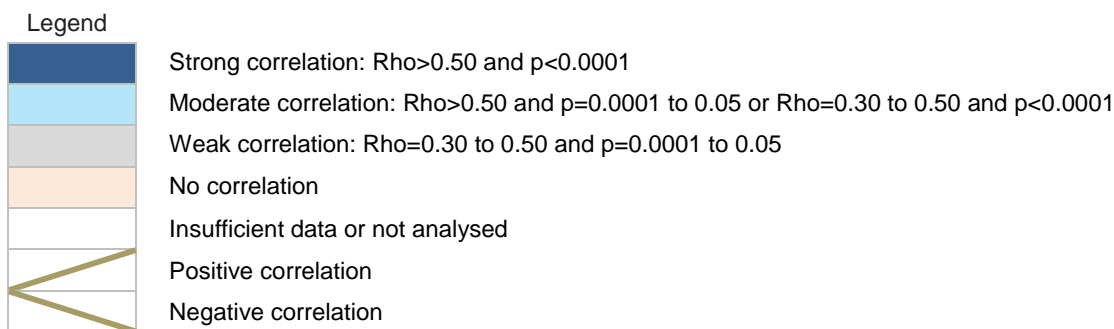 Legend
Strong correlation: Rho>0.50 and p<0.0001
Moderate correlation: Rho>0.50 and p=0.0001 to 0.05 or Rho=0.30 to 0.50 and p<0.0001
Weak correlation: Rho=0.30 to 0.50 and p=0.0001 to 0.05
No correlation
Insufficient data or not analysed
Positive correlation
Negative correlation